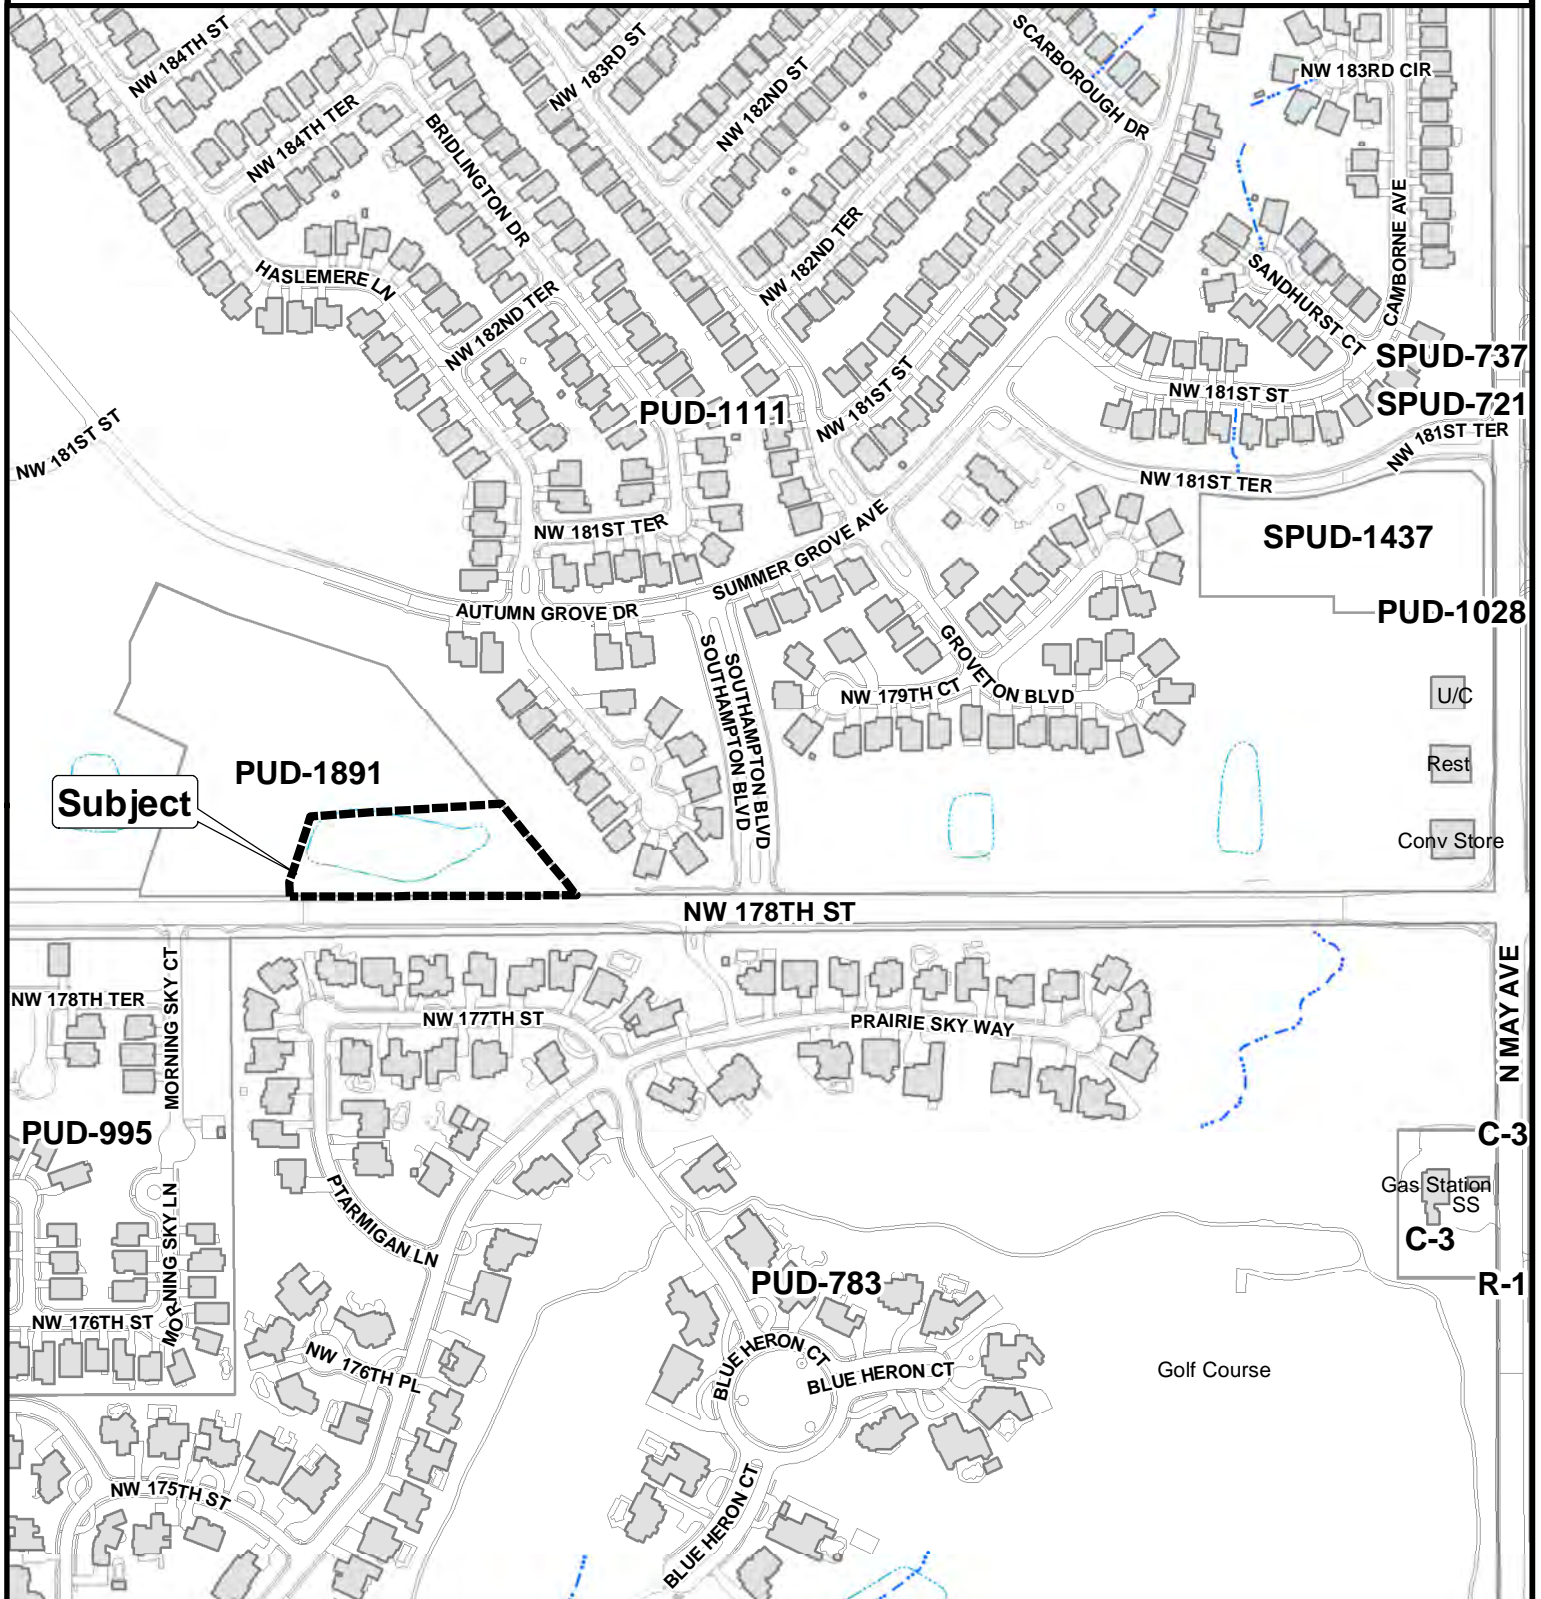 NW 184TH ST
NW 183RD ST
SCARBOROUGH DR
NW 183RD CIR
NW 182ND ST
NW 184TH TER
BRIDLINGTON DR
CAMBORNE AVE
NW 182ND TER
HASLEMERE LN
SANDHURST CT
NW 182ND TER
SPUD-737
NW 181ST ST
PUD-1111
NW 181ST ST
SPUD-721
NW 181ST TER
NW 181ST ST
NW 181ST TER
NW 181ST TER
SPUD-1437
SUMMER GROVE AVE
AUTUMN GROVE DR
PUD-1028
SOUTHAMPTON BLVD
SOUTHAMPTON BLVD
GROVETON BLVD
NW 179TH CT
U/C
Rest
PUD-1891
Subject
Conv Store
NW 178TH ST
MORNING SKY CT
N MAY AVE
NW 178TH TER
NW 177TH ST
PRAIRIE SKY WAY
PUD-995
C-3
Gas Station
SS
PTARMIGAN LN
MORNING SKY LN
C-3
PUD-783
R-1
NW 176TH ST
NW 176TH PL
BLUE HERON CT
BLUE HERON CT
Golf Course
NW 175TH ST
BLUE HERON CT